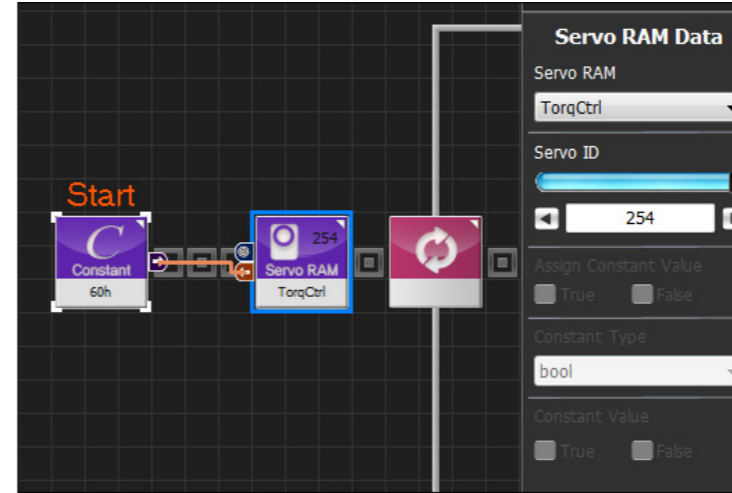 Start
C
Constant
60h
254
Servo RAM
TorqCtrl
Servo RAM Data
Servo RAM
TorqCtrl
Servo ID
254
Assign Constant Value
True False
Constant Type
bool
Constant Value
True False